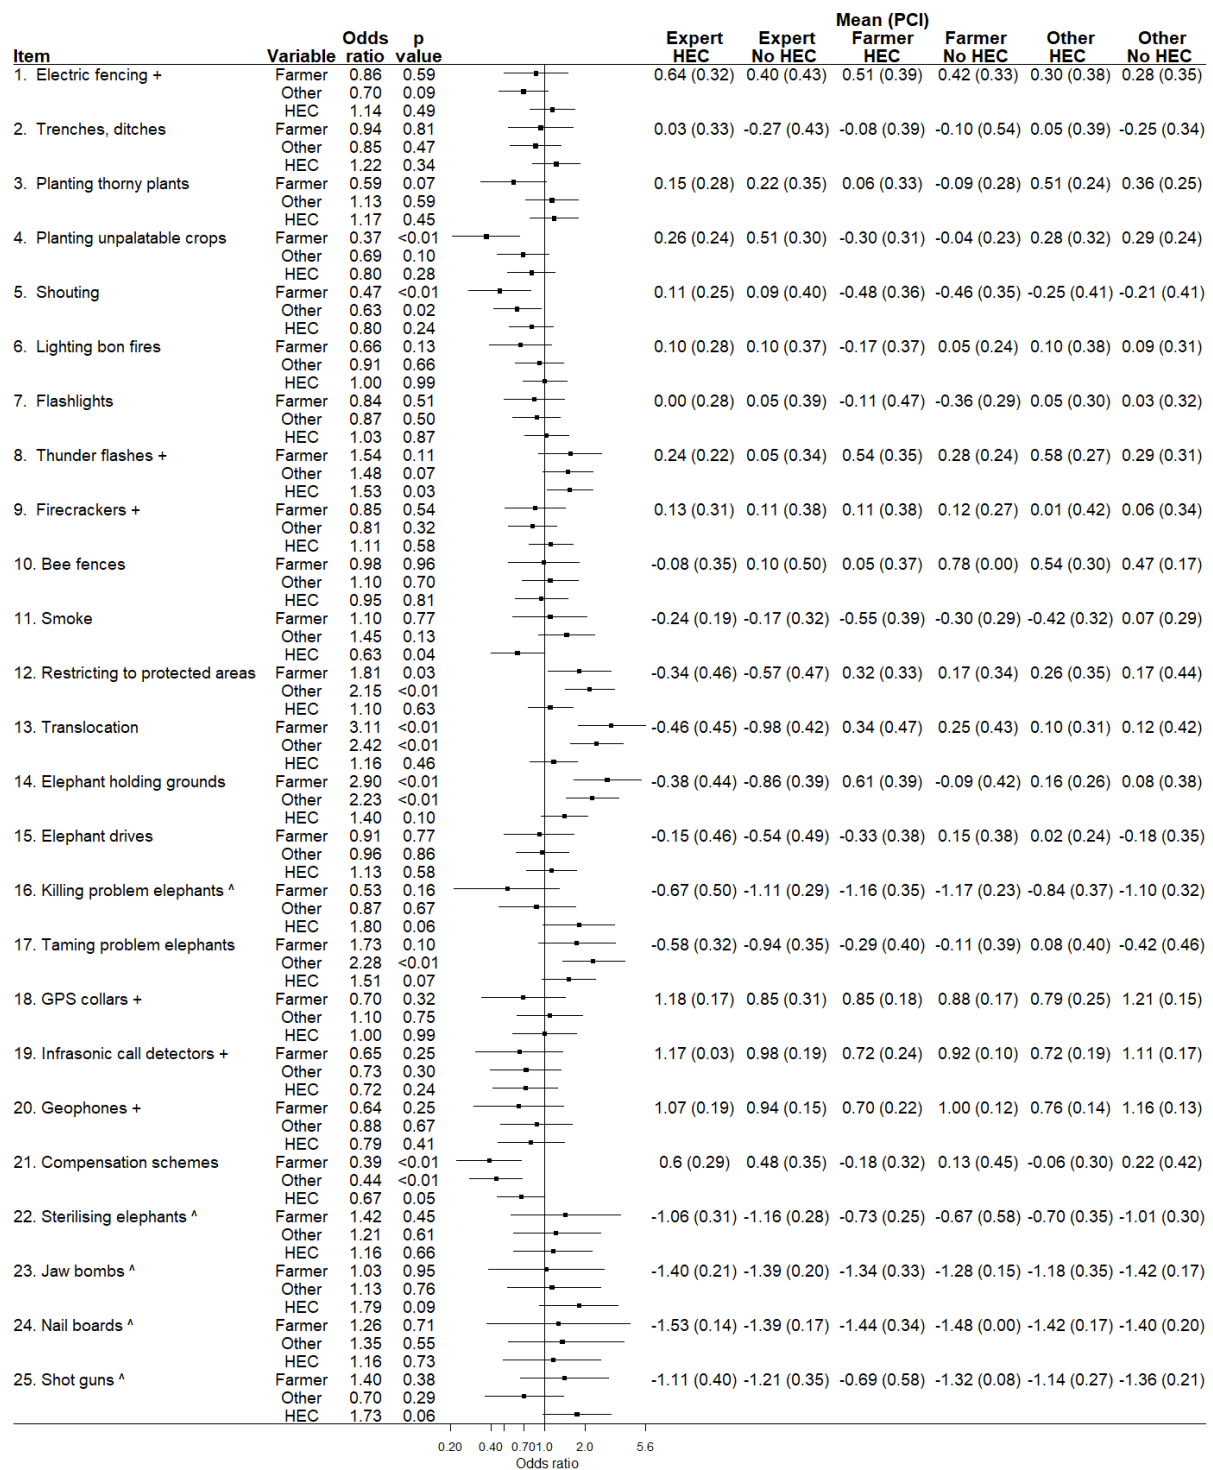 Mean (PCI)
Odds p Expert Expert Farmer Farmer Other Other
Item Variable ratio value HEC No HEC HEC No HEC HEC No HEC
1. Electric fencing + Farmer 0.86 0.59 0.64 (0.32) 0.40 (0.43) 0.51 (0.39) 0.42 (0.33) 0.30 (0.38) 0.28 (0.35)
Other 0.70 0.09
HEC 1.14 0.49
2. Trenches, ditches Farmer 0.94 0.81 0.03 (0.33) -0.27 (0.43) -0.08 (0.39) -0.10 (0.54) 0.05 (0.39) -0.25 (0.34)
Other 0.85 0.47
HEC 1.22 0.34
3. Planting thorny plants Farmer 0.59 0.07 0.15 (0.28) 0.22 (0.35) 0.06 (0.33) -0.09 (0.28) 0.51 (0.24) 0.36 (0.25)
Other 1.13 0.59
HEC 1.17 0.45
4. Planting unpalatable crops Farmer 0.37 <0.01 0.26 (0.24) 0.51 (0.30) -0.30 (0.31) -0.04 (0.23) 0.28 (0.32) 0.29 (0.24)
Other 0.69 0.10
HEC 0.80 0.28
5. Shouting Farmer 0.47 <0.01 0.11 (0.25) 0.09 (0.40) -0.48 (0.36) -0.46 (0.35) -0.25 (0.41) -0.21 (0.41)
Other 0.63 0.02
HEC 0.80 0.24
6. Lighting bon fires Farmer 0.66 0.13 0.10 (0.28) 0.10 (0.37) -0.17 (0.37) 0.05 (0.24) 0.10 (0.38) 0.09 (0.31)
Other 0.91 0.66
HEC 1.00 0.99
7. Flashlights Farmer 0.84 0.51 0.00 (0.28) 0.05 (0.39) -0.11 (0.47) -0.36 (0.29) 0.05 (0.30) 0.03 (0.32)
Other 0.87 0.50
HEC 1.03 0.87
8. Thunder flashes + Farmer 1.54 0.11 0.24 (0.22) 0.05 (0.34) 0.54 (0.35) 0.28 (0.24) 0.58 (0.27) 0.29 (0.31)
Other 1.48 0.07
HEC 1.53 0.03
9. Firecrackers + Farmer 0.85 0.54 0.13 (0.31) 0.11 (0.38) 0.11 (0.38) 0.12 (0.27) 0.01 (0.42) 0.06 (0.34)
Other 0.81 0.32
HEC 1.11 0.58
10. Bee fences Farmer 0.98 0.96 -0.08 (0.35) 0.10 (0.50) 0.05 (0.37) 0.78 (0.00) 0.54 (0.30) 0.47 (0.17)
Other 1.10 0.70
HEC 0.95 0.81
11. Smoke Farmer 1.10 0.77 -0.24 (0.19) -0.17 (0.32) -0.55 (0.39) -0.30 (0.29) -0.42 (0.32) 0.07 (0.29)
Other 1.45 0.13
HEC 0.63 0.04
12. Restricting to protected areas Farmer 1.81 0.03 -0.34 (0.46) -0.57 (0.47) 0.32 (0.33) 0.17 (0.34) 0.26 (0.35) 0.17 (0.44)
Other 2.15 <0.01
HEC 1.10 0.63
13. Translocation Farmer 3.11 <0.01 -0.46 (0.45) -0.98 (0.42) 0.34 (0.47) 0.25 (0.43) 0.10 (0.31) 0.12 (0.42)
Other 2.42 <0.01
HEC 1.16 0.46
14. Elephant holding grounds Farmer 2.90 <0.01 -0.38 (0.44) -0.86 (0.39) 0.61 (0.39) -0.09 (0.42) 0.16 (0.26) 0.08 (0.38)
Other 2.23 <0.01
HEC 1.40 0.10
15. Elephant drives Farmer 0.91 0.77 -0.15 (0.46) -0.54 (0.49) -0.33 (0.38) 0.15 (0.38) 0.02 (0.24) -0.18 (0.35)
Other 0.96 0.86
HEC 1.13 0.58
16. Killing problem elephants ^ Farmer 0.53 0.16 -0.67 (0.50) -1.11 (0.29) -1.16 (0.35) -1.17 (0.23) -0.84 (0.37) -1.10 (0.32)
Other 0.87 0.67
HEC 1.80 0.06
17. Taming problem elephants Farmer 1.73 0.10 -0.58 (0.32) -0.94 (0.35) -0.29 (0.40) -0.11 (0.39) 0.08 (0.40) -0.42 (0.46)
Other 2.28 <0.01
HEC 1.51 0.07
18. GPS collars + Farmer 0.70 0.32 1.18 (0.17) 0.85 (0.31) 0.85 (0.18) 0.88 (0.17) 0.79 (0.25) 1.21 (0.15)
Other 1.10 0.75
HEC 1.00 0.99
19. Infrasonic call detectors + Farmer 0.65 0.25 1.17 (0.03) 0.98 (0.19) 0.72 (0.24) 0.92 (0.10) 0.72 (0.19) 1.11 (0.17)
Other 0.73 0.30
HEC 0.72 0.24
20. Geophones + Farmer 0.64 0.25 1.07 (0.19) 0.94 (0.15) 0.70 (0.22) 1.00 (0.12) 0.76 (0.14) 1.16 (0.13)
Other 0.88 0.67
HEC 0.79 0.41
21. Compensation schemes Farmer 0.39 <0.01 0.6 (0.29) 0.48 (0.35) -0.18 (0.32) 0.13 (0.45) -0.06 (0.30) 0.22 (0.42)
Other 0.44 <0.01
HEC 0.67 0.05
22. Sterilising elephants ^ Farmer 1.42 0.45 -1.06 (0.31) -1.16 (0.28) -0.73 (0.25) -0.67 (0.58) -0.70 (0.35) -1.01 (0.30)
Other 1.21 0.61
HEC 1.16 0.66
23. Jaw bombs ^ Farmer 1.03 0.95 -1.40 (0.21) -1.39 (0.20) -1.34 (0.33) -1.28 (0.15) -1.18 (0.35) -1.42 (0.17)
Other 1.13 0.76
HEC 1.79 0.09
24. Nail boards ^ Farmer 1.26 0.71 -1.53 (0.14) -1.39 (0.17) -1.44 (0.34) -1.48 (0.00) -1.42 (0.17) -1.40 (0.20)
Other 1.35 0.55
HEC 1.16 0.73
25. Shot guns ^ Farmer 1.40 0.38 -1.11 (0.40) -1.21 (0.35) -0.69 (0.58) -1.32 (0.08) -1.14 (0.27) -1.36 (0.21)
Other 0.70 0.29
HEC 1.73 0.06
0.20 0.40 0.70 1.0 2.0 5.6
Odds ratio